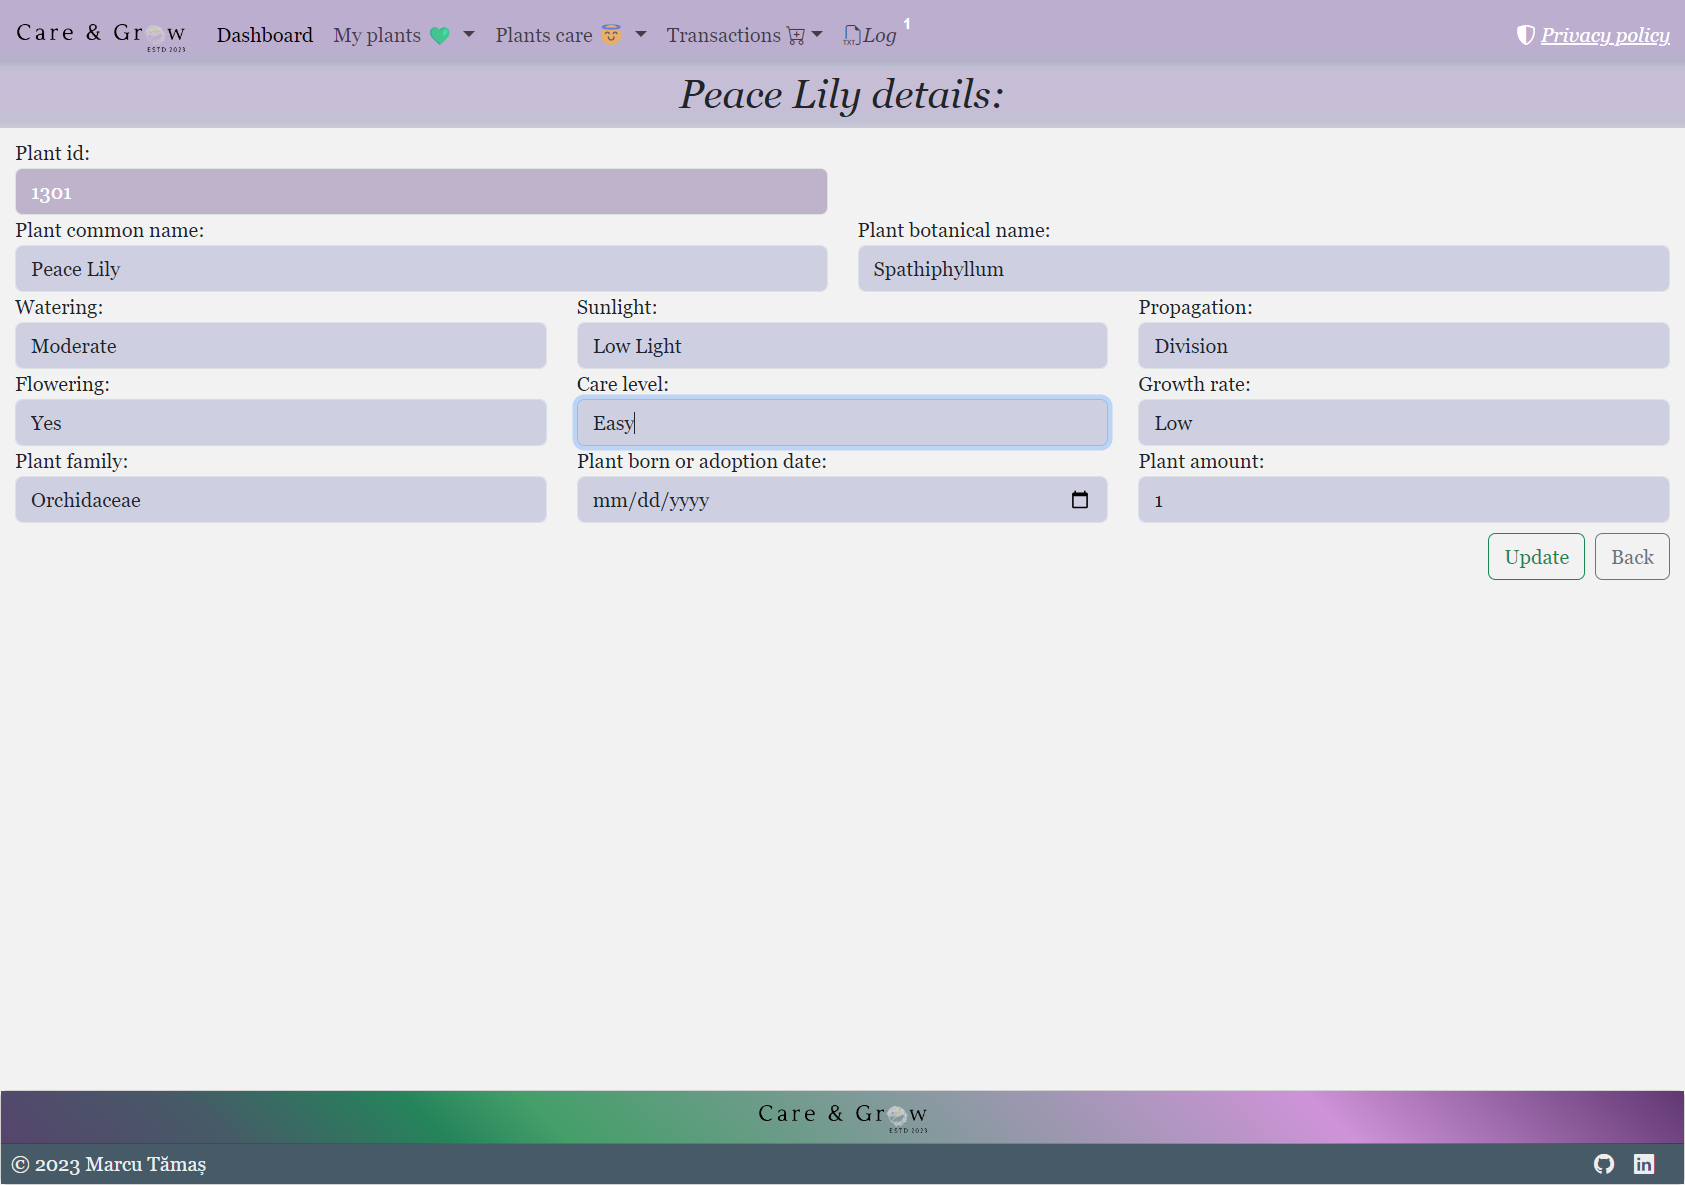 Care & Grow
ESTD 2023
Dashboard My plants Plants care Transactions TXT Log 1 Privacy policy
Peace Lily details:
Plant id:
1301
Plant common name: Plant botanical name:
Peace Lily Spathiphyllum
Watering: Sunlight: Propagation:
Moderate Low Light Division
Flowering: Care level: Growth rate:
Yes Easy Low
Plant family: Plant born or adoption date: Plant amount:
Orchidaceae mm/dd/yyyy 1
Update Back
Care & Grow
ESTD 2023
© 2023 Marcu Tămaș in